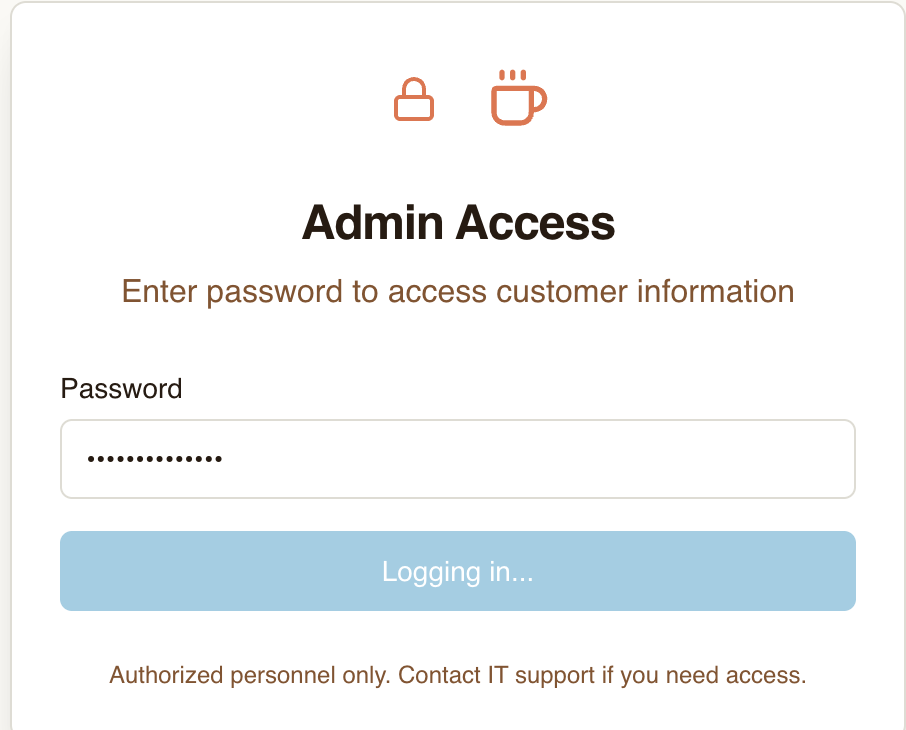 Admin Access
Enter password to access customer information
Password
••••••••••••••
Logging in...
Authorized personnel only. Contact IT support if you need access.